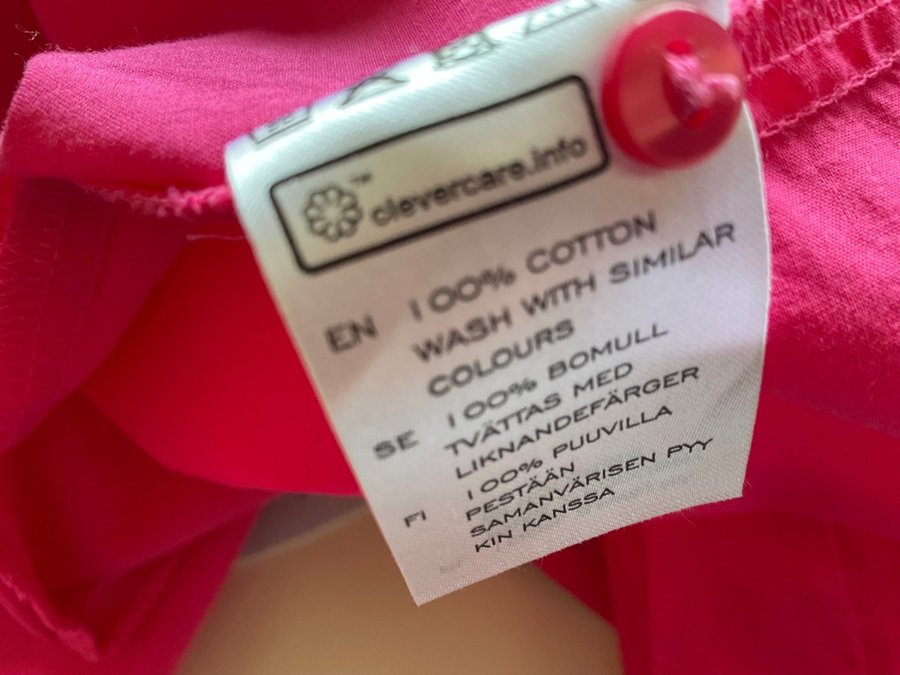 ™ clevercare.info
EN 100% COTTON
WASH WITH SIMILAR
COLOURS
SE 100% BOMULL
TVÄTTAS MED
LIKNANDEFÄRGER
FI 100% PUUVILLA
PESTÄÄN
SAMANVÄRISEN PYY
KIN KANSSA